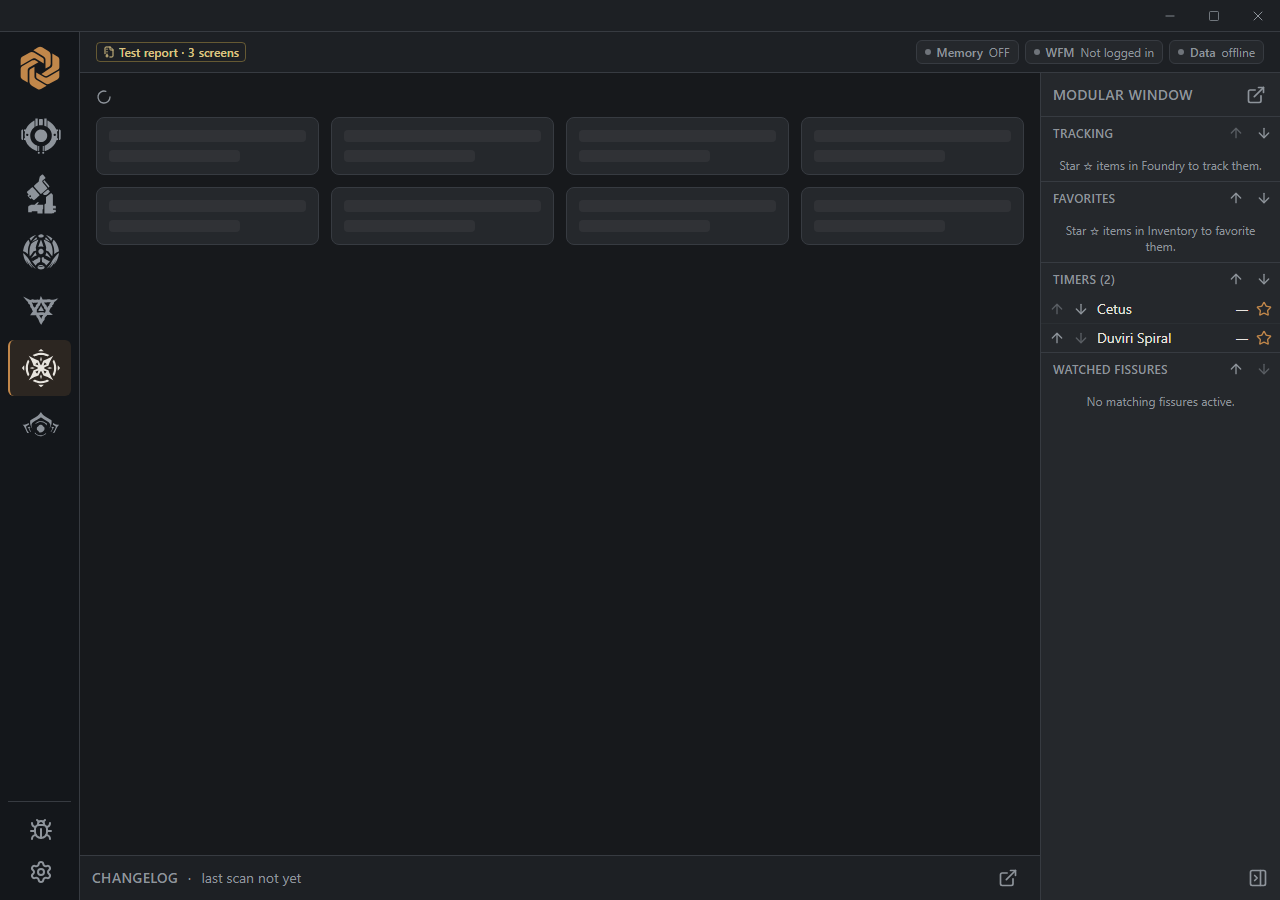 Test report · 3 screens
Memory OFF
WFM Not logged in
Data offline
MODULAR WINDOW
TRACKING
Star ☆ items in Foundry to track them.
FAVORITES
Star ☆ items in Inventory to favorite
them.
TIMERS (2)
Cetus —
Duviri Spiral —
WATCHED FISSURES
No matching fissures active.
CHANGELOG · last scan not yet